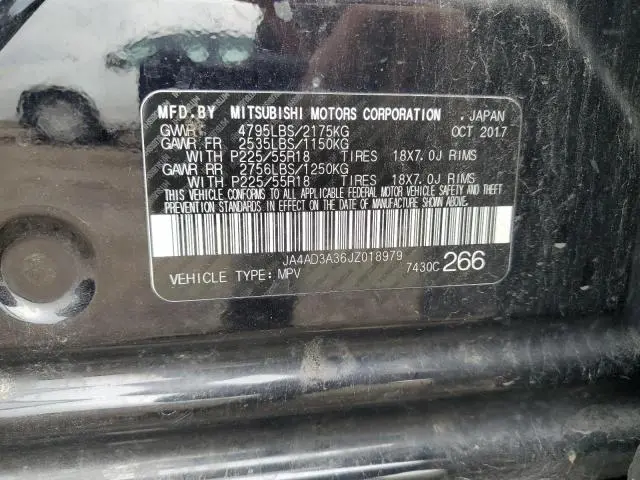 MFD.BY MITSUBISHI MOTORS CORPORATION , JAPAN
GVWR 4795LBS/2175KG OCT 2017
GAWR FR 2535LBS/1150KG
WITH P225/55R18 TIRES 18X7.0J RIMS
GAWR RR 2756LBS/1250KG
WITH P225/55R18 TIRES 18X7.0J RIMS
THIS VEHICLE CONFORMS TO ALL APPLICABLE FEDERAL MOTOR VEHICLE SAFETY AND THEFT
PREVENTION STANDARDS IN EFFECT ON THE DATE OF MANUFACTURE SHOWN ABOVE.
JA4AD3A36JZ018979
VEHICLE TYPE: MPV 7430C 266